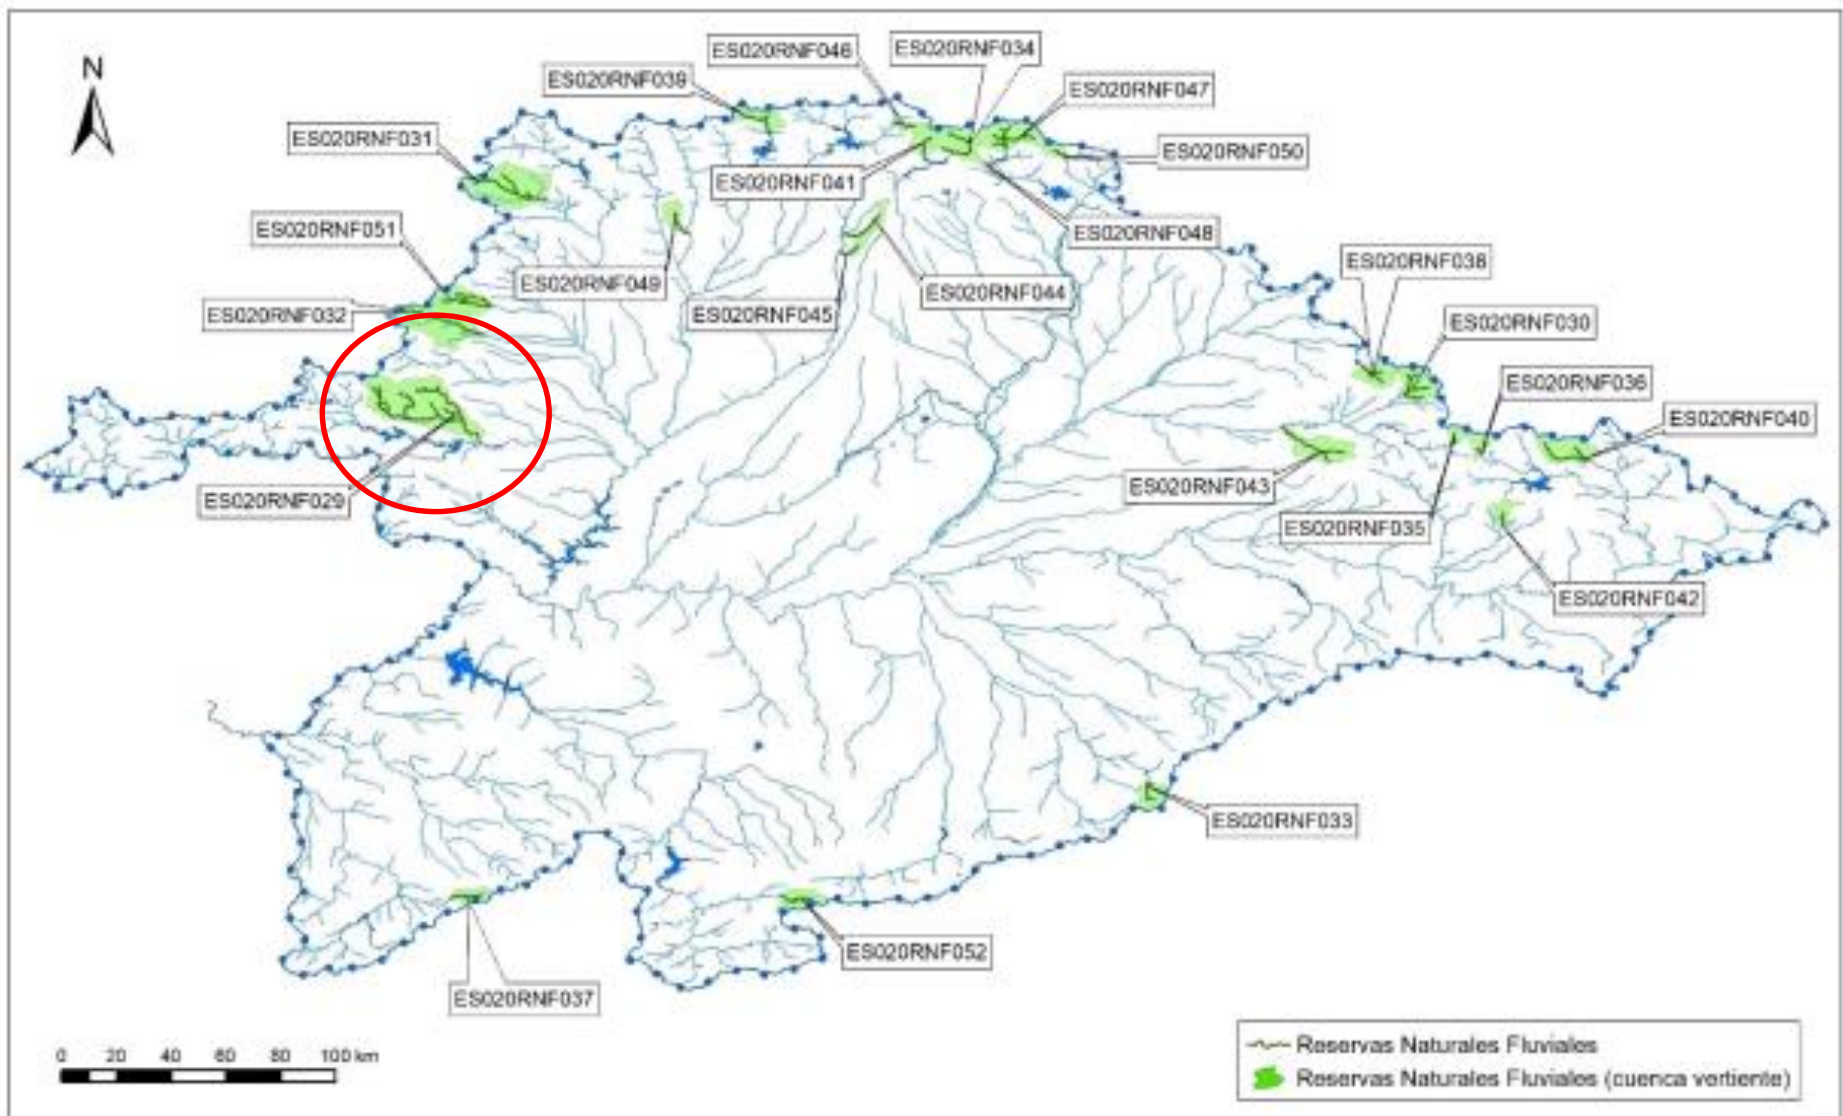 N
ES020RNF046
ES020RNF034
ES020RNF039
ES020RNF047
ES020RNF031
ES020RNF050
ES020RNF041
ES020RNF051
ES020RNF048
ES020RNF038
ES020RNF049
ES020RNF044
ES020RNF032
ES020RNF045
ES020RNF030
ES020RNF036
ES020RNF040
ES020RNF029
ES020RNF043
ES020RNF035
ES020RNF042
ES020RNF033
ES020RNF052
ES020RNF037
0 20 40 60 80 100 km
Reservas Naturales Fluviales
Reservas Naturales Fluviales (cuenca vertiente)